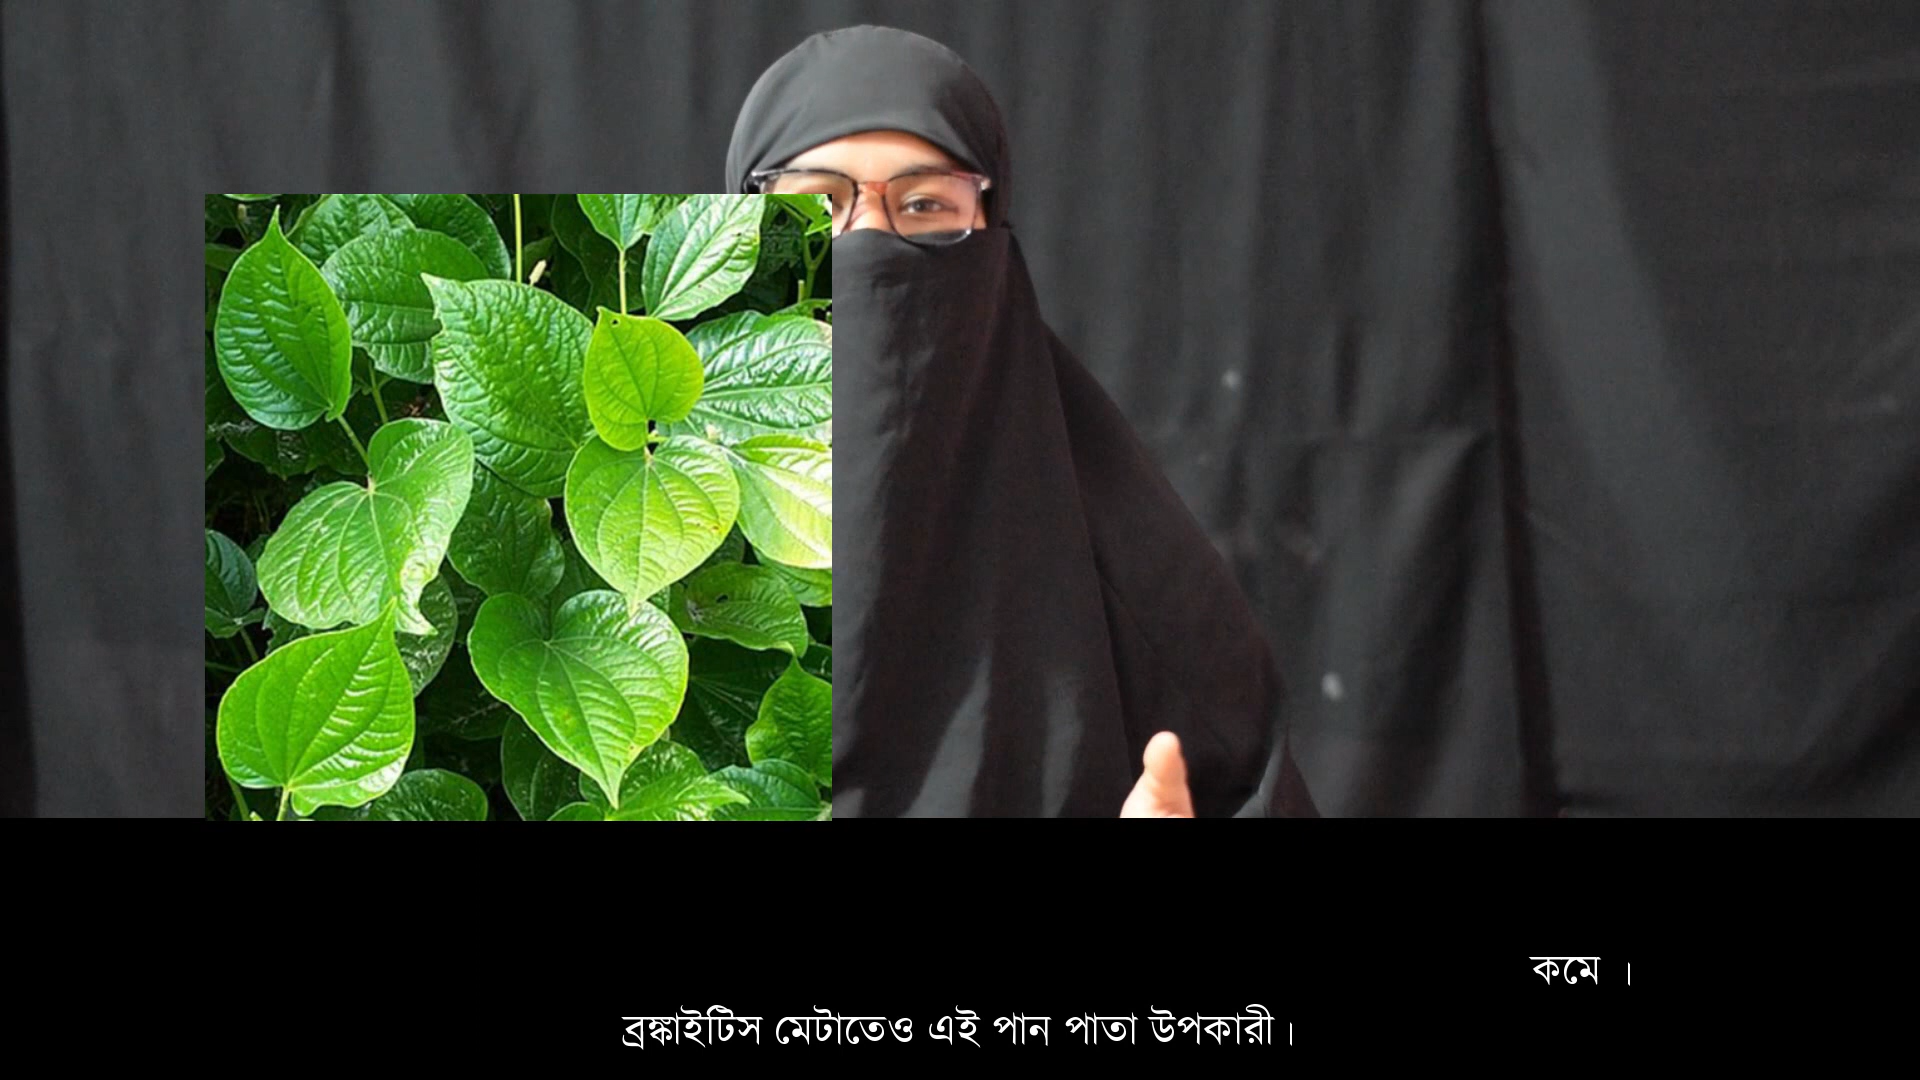 কমে ।
ব্রঙ্কাইটিস মেটাতেও এই পান পাতা উপকারী।